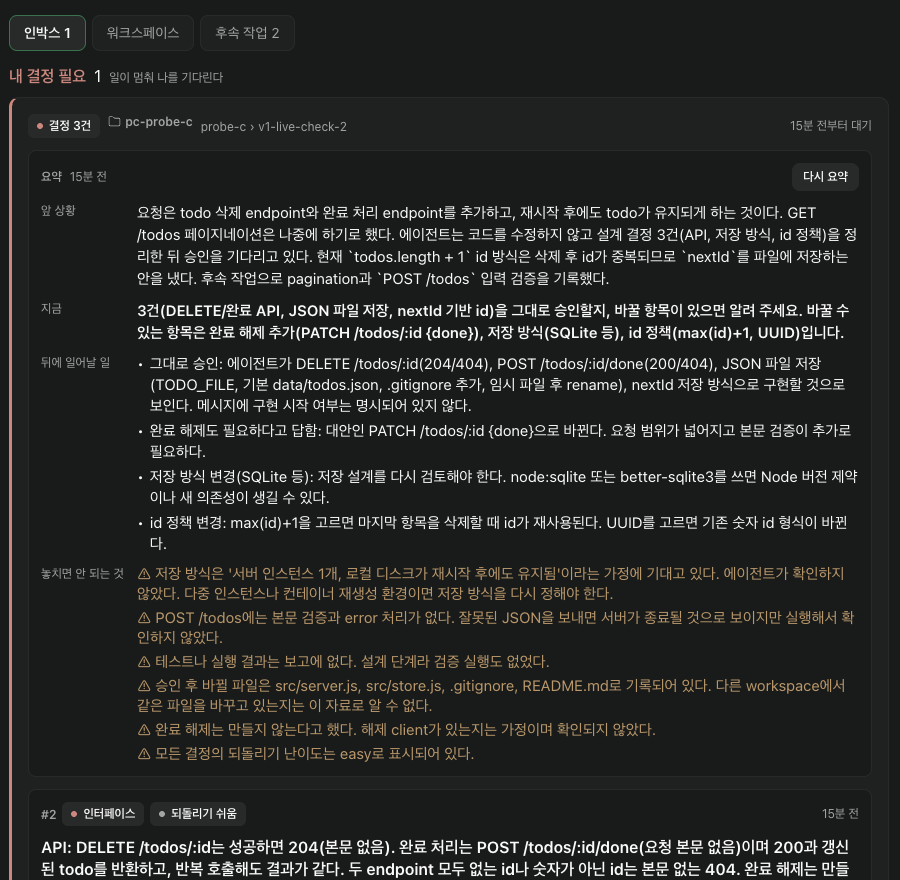 인박스 1
워크스페이스
후속 작업 2
내 결정 필요 1 일이 멈춰 나를 기다린다
결정 3건
pc-probe-c
probe-c › v1-live-check-2
15분 전부터 대기
요약 15분 전
다시 요약
앞 상황
요청은 todo 삭제 endpoint와 완료 처리 endpoint를 추가하고, 재시작 후에도 todo가 유지되게 하는 것이다. GET
/todos 페이지네이션은 나중에 하기로 했다. 에이전트는 코드를 수정하지 않고 설계 결정 3건(API, 저장 방식, id 정책)을 정
리한 뒤 승인을 기다리고 있다. 현재 `todos.length + 1` id 방식은 삭제 후 id가 중복되므로 `nextId`를 파일에 저장하는
안을 냈다. 후속 작업으로 pagination과 `POST /todos` 입력 검증을 기록했다.
지금
3건(DELETE/완료 API, JSON 파일 저장, nextId 기반 id)을 그대로 승인할지, 바꿀 항목이 있으면 알려 주세요. 바꿀 수
있는 항목은 완료 해제 추가(PATCH /todos/:id {done}), 저장 방식(SQLite 등), id 정책(max(id)+1, UUID)입니다.
뒤에 일어날 일
• 그대로 승인: 에이전트가 DELETE /todos/:id(204/404), POST /todos/:id/done(200/404), JSON 파일 저장
(TODO_FILE, 기본 data/todos.json, .gitignore 추가, 임시 파일 후 rename), nextId 저장 방식으로 구현할 것으로
보인다. 메시지에 구현 시작 여부는 명시되어 있지 않다.
• 완료 해제도 필요하다고 답함: 대안인 PATCH /todos/:id {done}으로 바뀐다. 요청 범위가 넓어지고 본문 검증이 추가로
필요하다.
• 저장 방식 변경(SQLite 등): 저장 설계를 다시 검토해야 한다. node:sqlite 또는 better-sqlite3를 쓰면 Node 버전 제약
이나 새 의존성이 생길 수 있다.
• id 정책 변경: max(id)+1을 고르면 마지막 항목을 삭제할 때 id가 재사용된다. UUID를 고르면 기존 숫자 id 형식이 바뀐
다.
놓치면 안 되는 것
⚠ 저장 방식은 '서버 인스턴스 1개, 로컬 디스크가 재시작 후에도 유지됨'이라는 가정에 기대고 있다. 에이전트가 확인하지
않았다. 다중 인스턴스나 컨테이너 재생성 환경이면 저장 방식을 다시 정해야 한다.
⚠ POST /todos에는 본문 검증과 error 처리가 없다. 잘못된 JSON을 보내면 서버가 종료될 것으로 보이지만 실행해서 확
인하지 않았다.
⚠ 테스트나 실행 결과는 보고에 없다. 설계 단계라 검증 실행도 없었다.
⚠ 승인 후 바뀔 파일은 src/server.js, src/store.js, .gitignore, README.md로 기록되어 있다. 다른 workspace에서
같은 파일을 바꾸고 있는지는 이 자료로 알 수 없다.
⚠ 완료 해제는 만들지 않는다고 했다. 해제 client가 있는지는 가정이며 확인되지 않았다.
⚠ 모든 결정의 되돌리기 난이도는 easy로 표시되어 있다.
#2
인터페이스
되돌리기 쉬움
15분 전
API: DELETE /todos/:id는 성공하면 204(본문 없음). 완료 처리는 POST /todos/:id/done(요청 본문 없음)이며 200과 갱신
된 todo를 반환하고, 반복 호출해도 결과가 같다. 두 endpoint 모두 없는 id나 숫자가 아닌 id는 본문 없는 404. 완료 해제는 만들